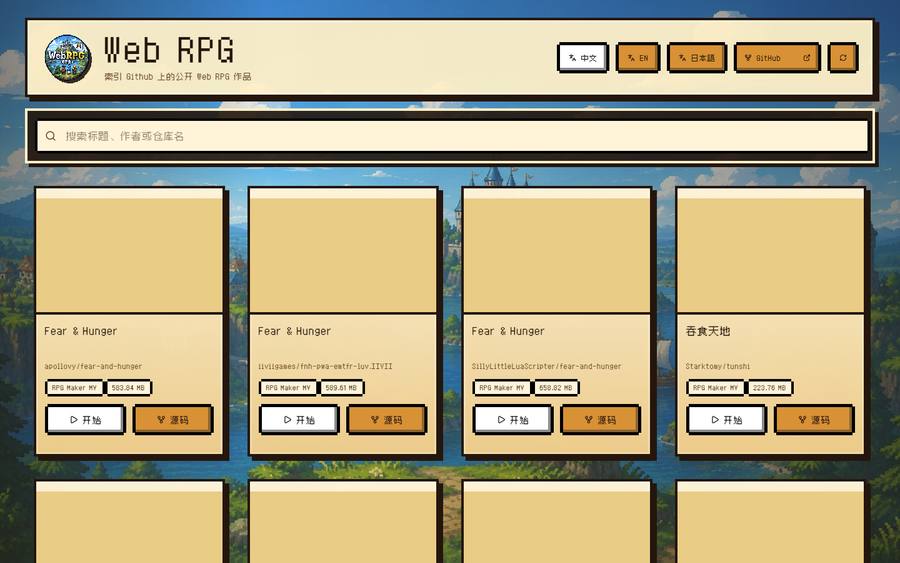 WebRPG
Web RPG
索引 Github 上的公开 Web RPG 作品
中文
EN
日本語
GitHub
搜索标题、作者或仓库名
Fear & Hunger
apollovy/fear-and-hunger
RPG Maker MV
583.84 MB
开始
源码
Fear & Hunger
iiviigames/fnh-pwa-emtfr-luv.IIVII
RPG Maker MV
589.61 MB
开始
源码
Fear & Hunger
SillyLittleLuaScripter/fear-and-hunger
RPG Maker MV
658.82 MB
开始
源码
吞食天地
Starktomy/tunshi
RPG Maker MV
223.76 MB
开始
源码